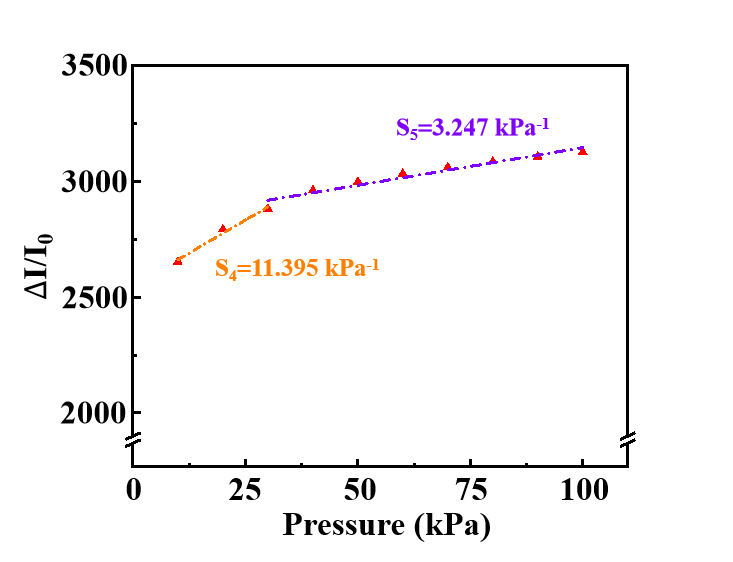 3500
3000
2500
2000
ΔI/I₀
S₅=3.247 kPa⁻¹
S₄=11.395 kPa⁻¹
0 25 50 75 100
Pressure (kPa)